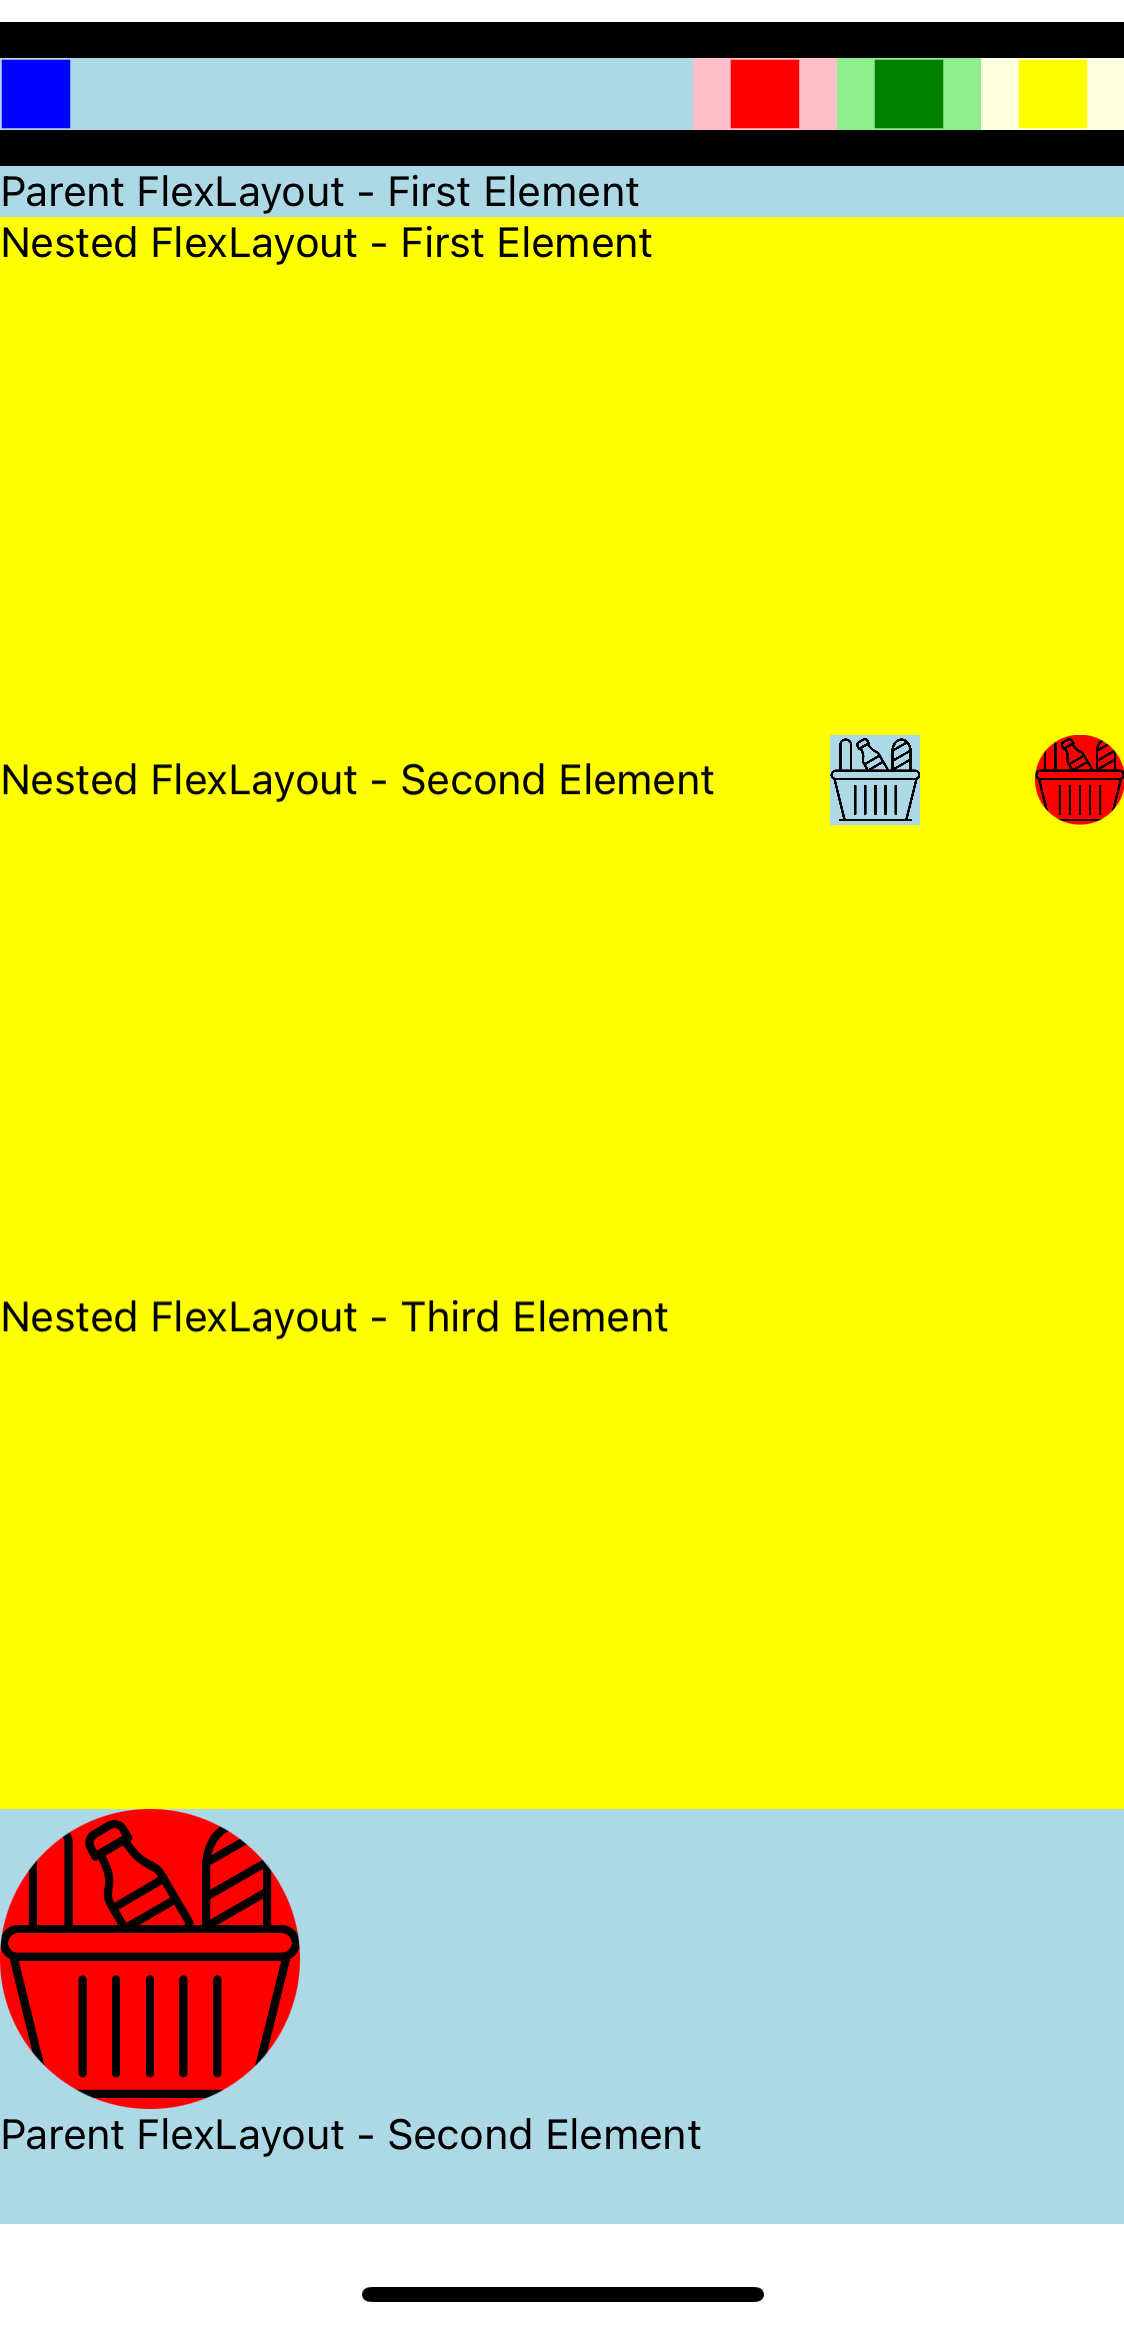 Parent FlexLayout - First Element
Nested FlexLayout - First Element
Nested FlexLayout - Second Element
Nested FlexLayout - Third Element
Parent FlexLayout - Second Element